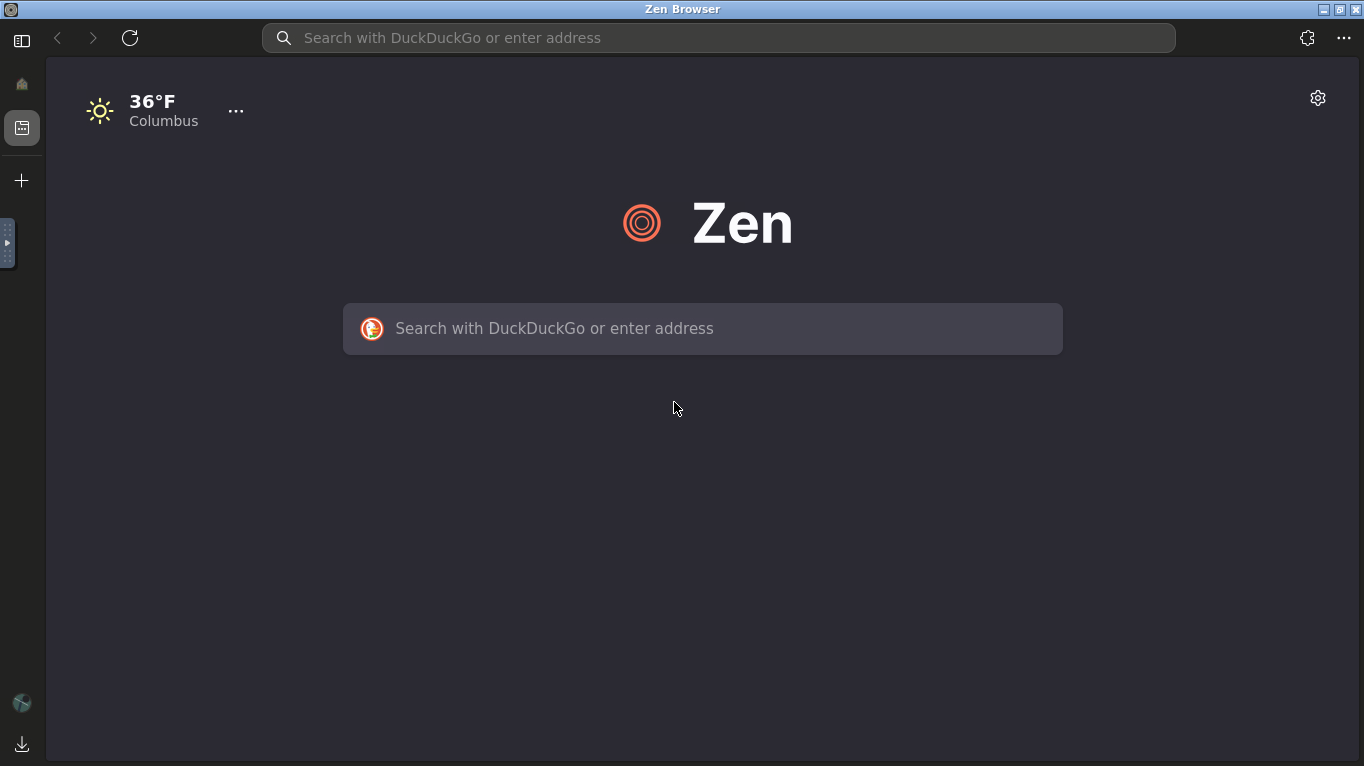 Zen Browser
Search with DuckDuckGo or enter address
36°F
Columbus
Zen
Search with DuckDuckGo or enter address